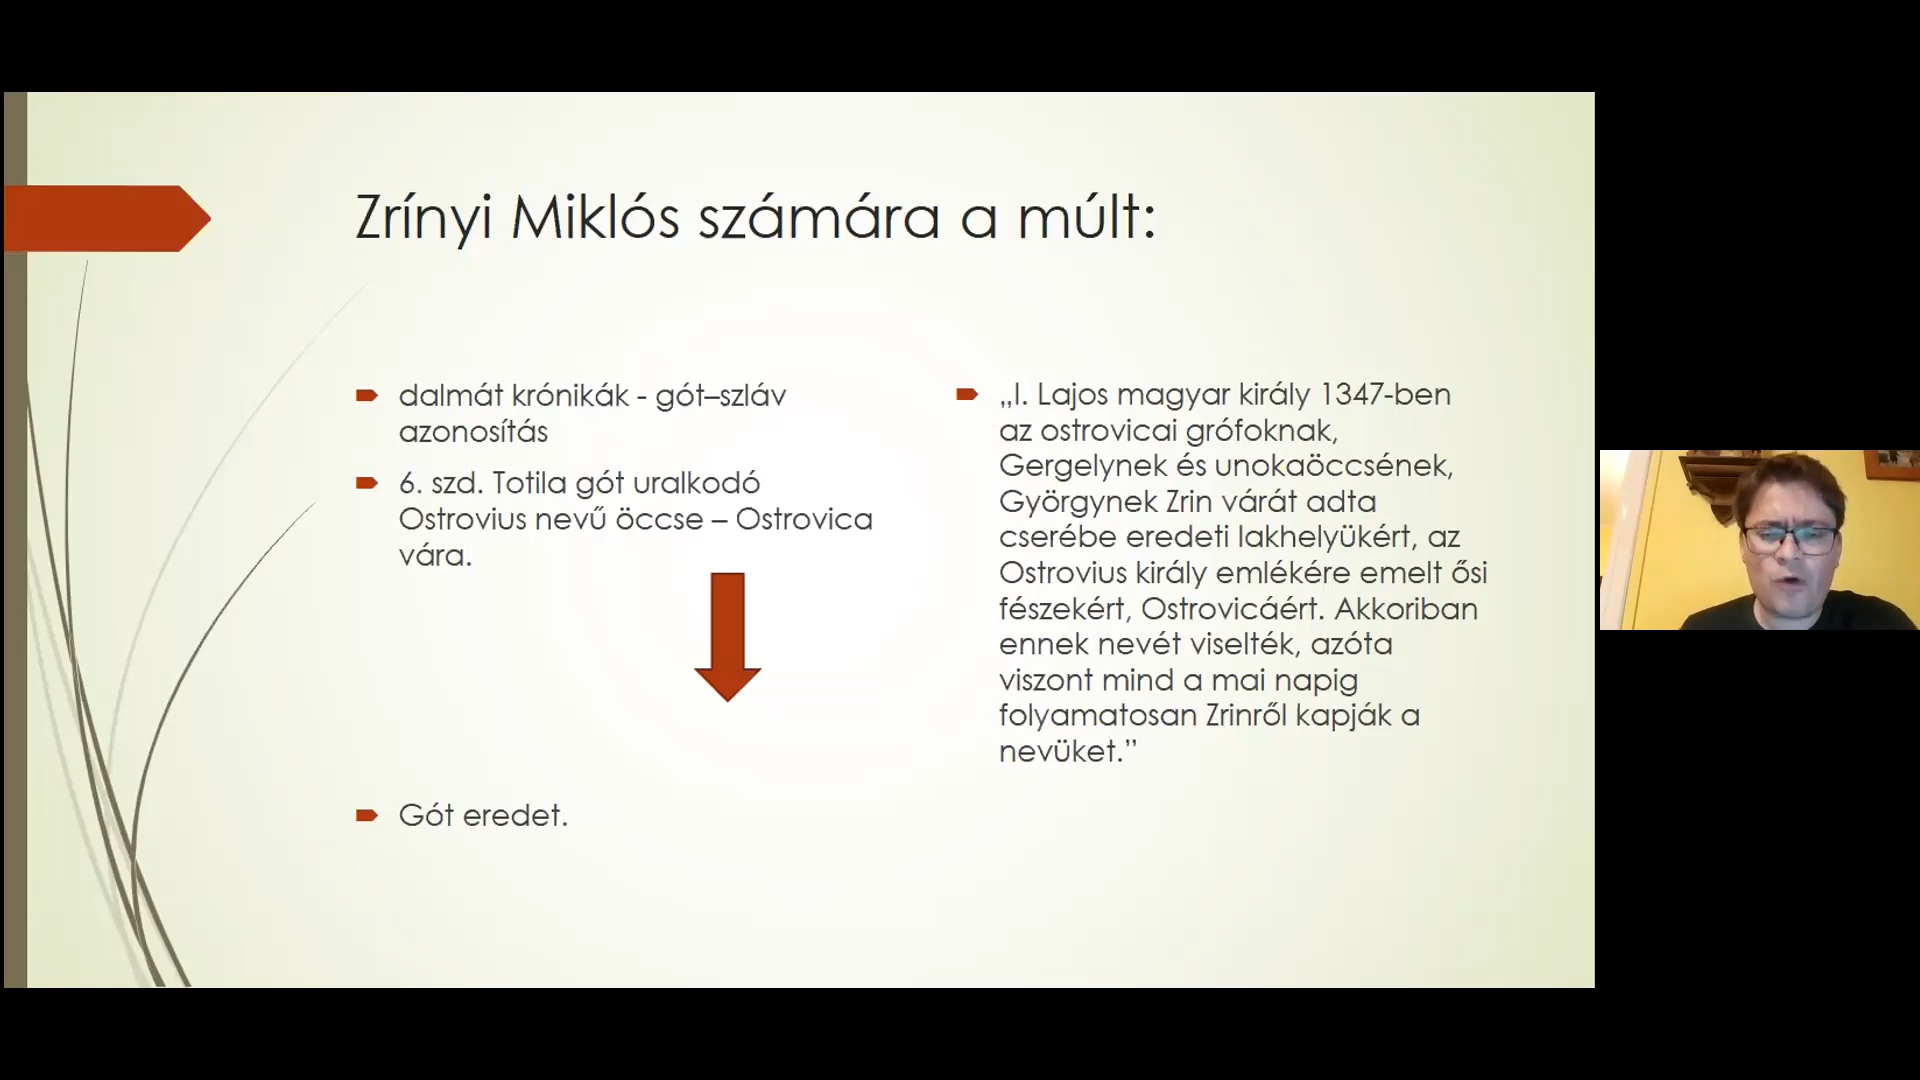 Zrínyi Miklós számára a múlt:
dalmát krónikák - gót–szláv
azonosítás
6. szd. Totila gót uralkodó
Ostrovius nevű öccse – Ostrovica
vára.
Gót eredet.
„I. Lajos magyar király 1347-ben
az ostrovicai grófoknak,
Gergelynek és unokaöccsének,
Györgynek Zrin várát adta
cserébe eredeti lakhelyükért, az
Ostrovius király emlékére emelt ősi
fészekért, Ostrovicáért. Akkoriban
ennek nevét viselték, azóta
viszont mind a mai napig
folyamatosan Zrinről kapják a
nevüket.”